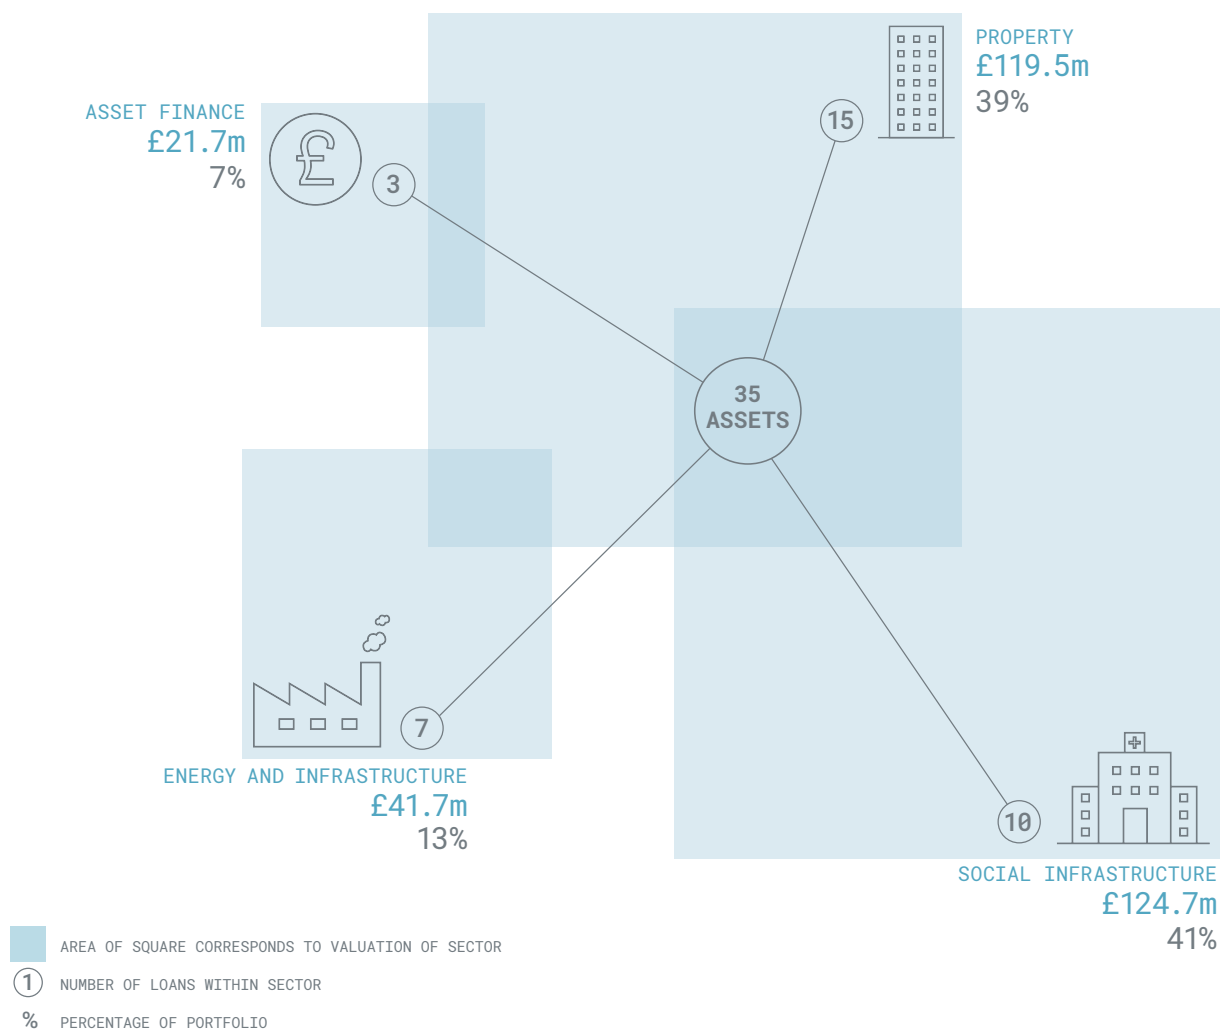 PROPERTY
£119.5m
39%
15
ASSET FINANCE
£21.7m
7%
£
3
35
ASSETS
7
ENERGY AND INFRASTRUCTURE
£41.7m
13%
10
SOCIAL INFRASTRUCTURE
£124.7m
41%
AREA OF SQUARE CORRESPONDS TO VALUATION OF SECTOR
1 NUMBER OF LOANS WITHIN SECTOR
% PERCENTAGE OF PORTFOLIO